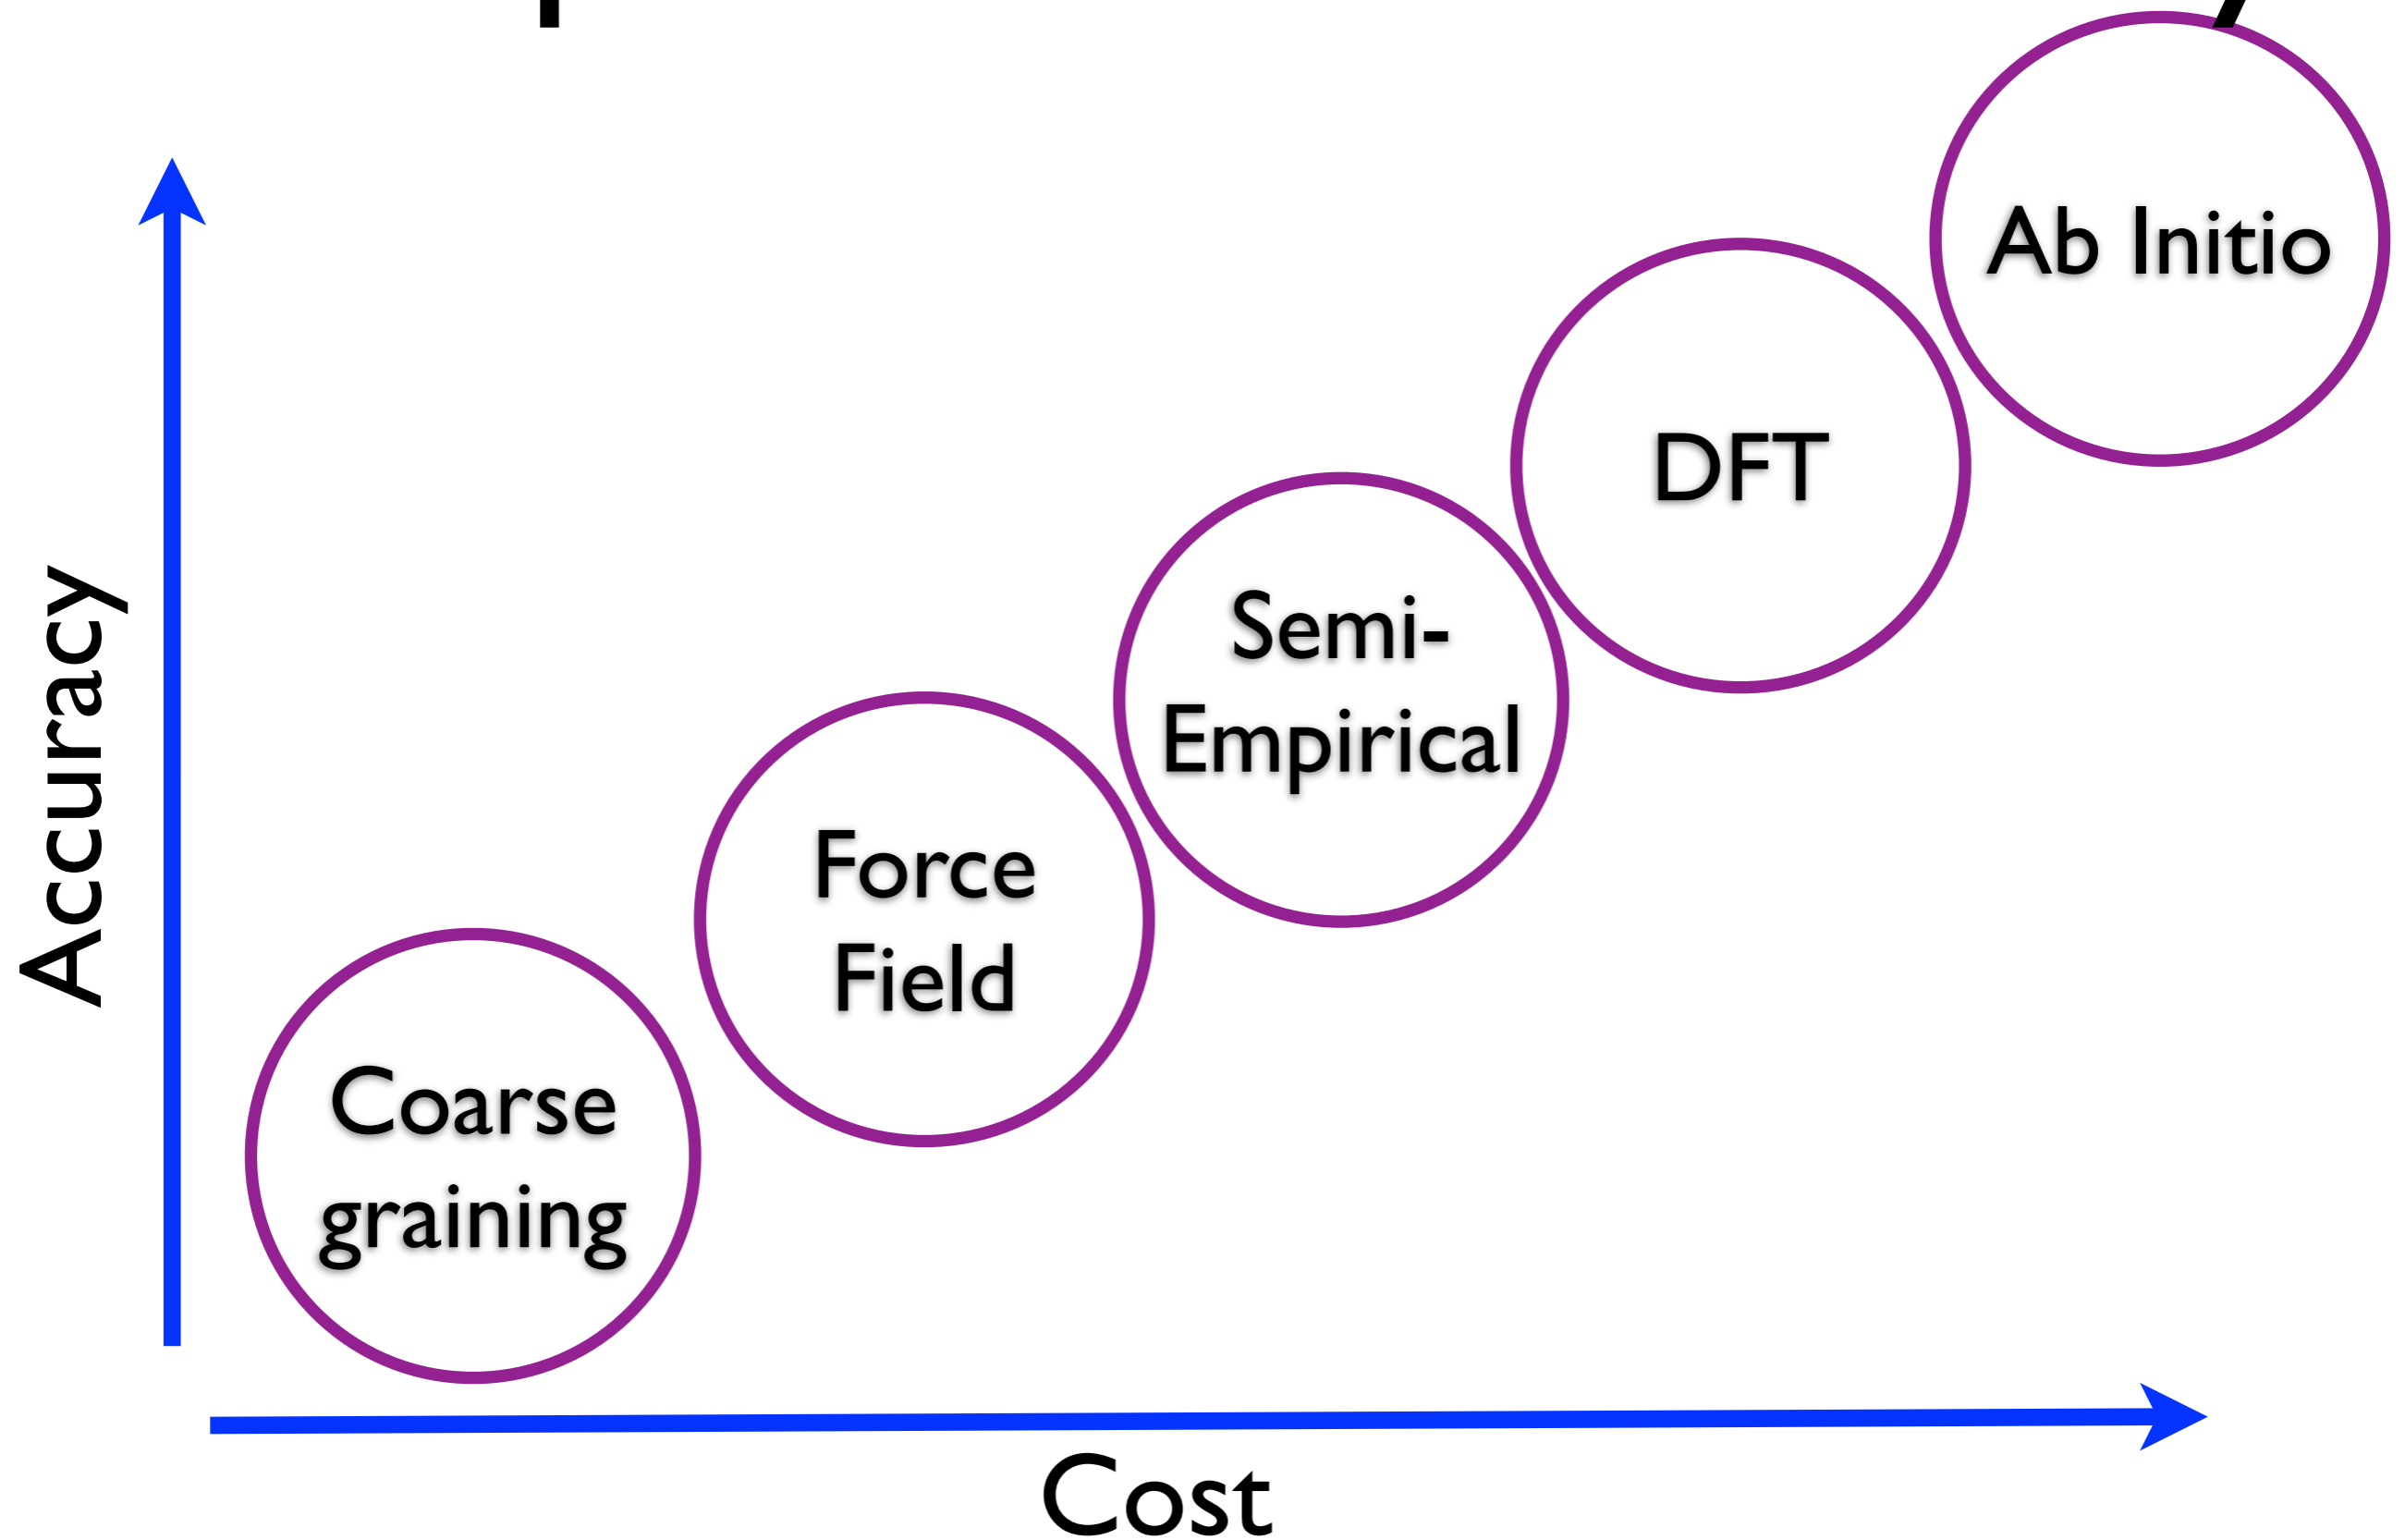 Ab Initio
DFT
Semi-
Empirical
Force
Field
Coarse
graining
Accuracy
Cost